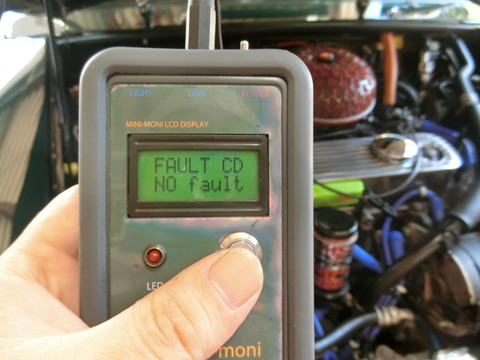 LIGHT LINK
MINI-MONI LCD DISPLAY
FAULT CD
NO fault
LED
moni